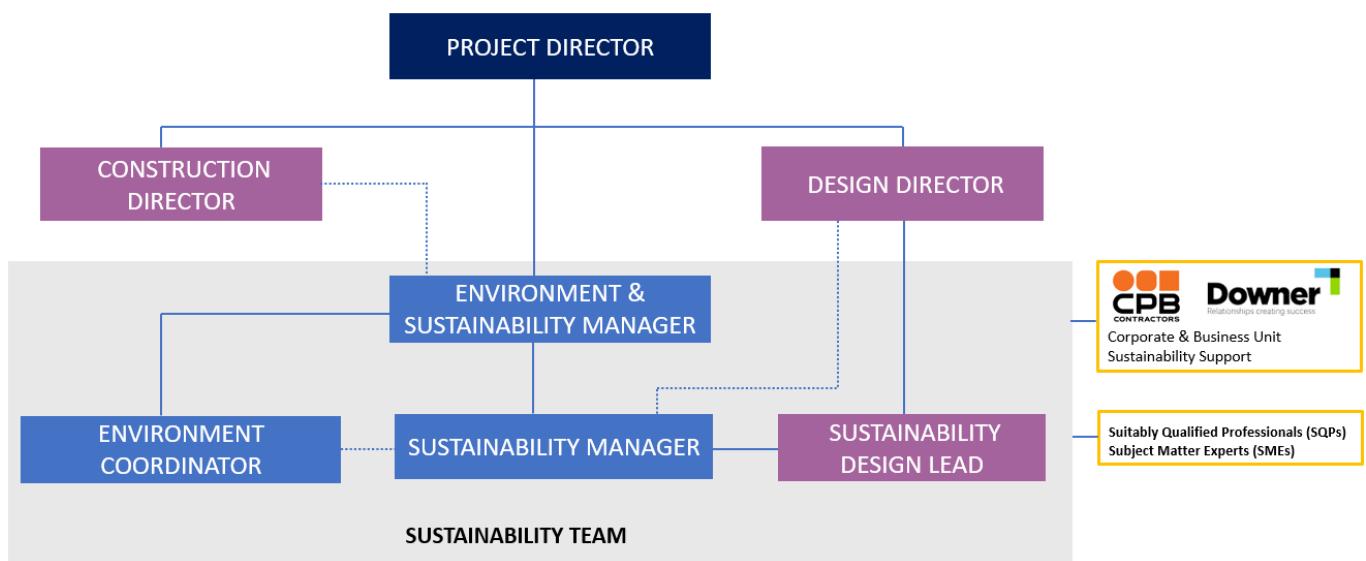 PROJECT DIRECTOR
CONSTRUCTION
DIRECTOR
DESIGN DIRECTOR
ENVIRONMENT &
SUSTAINABILITY MANAGER
CPB
CONTRACTORS
Downer
Relationships creating success
Corporate & Business Unit
Sustainability Support
ENVIRONMENT
COORDINATOR
SUSTAINABILITY MANAGER
SUSTAINABILITY
DESIGN LEAD
Suitably Qualified Professionals (SQPs)
Subject Matter Experts (SMEs)
SUSTAINABILITY TEAM